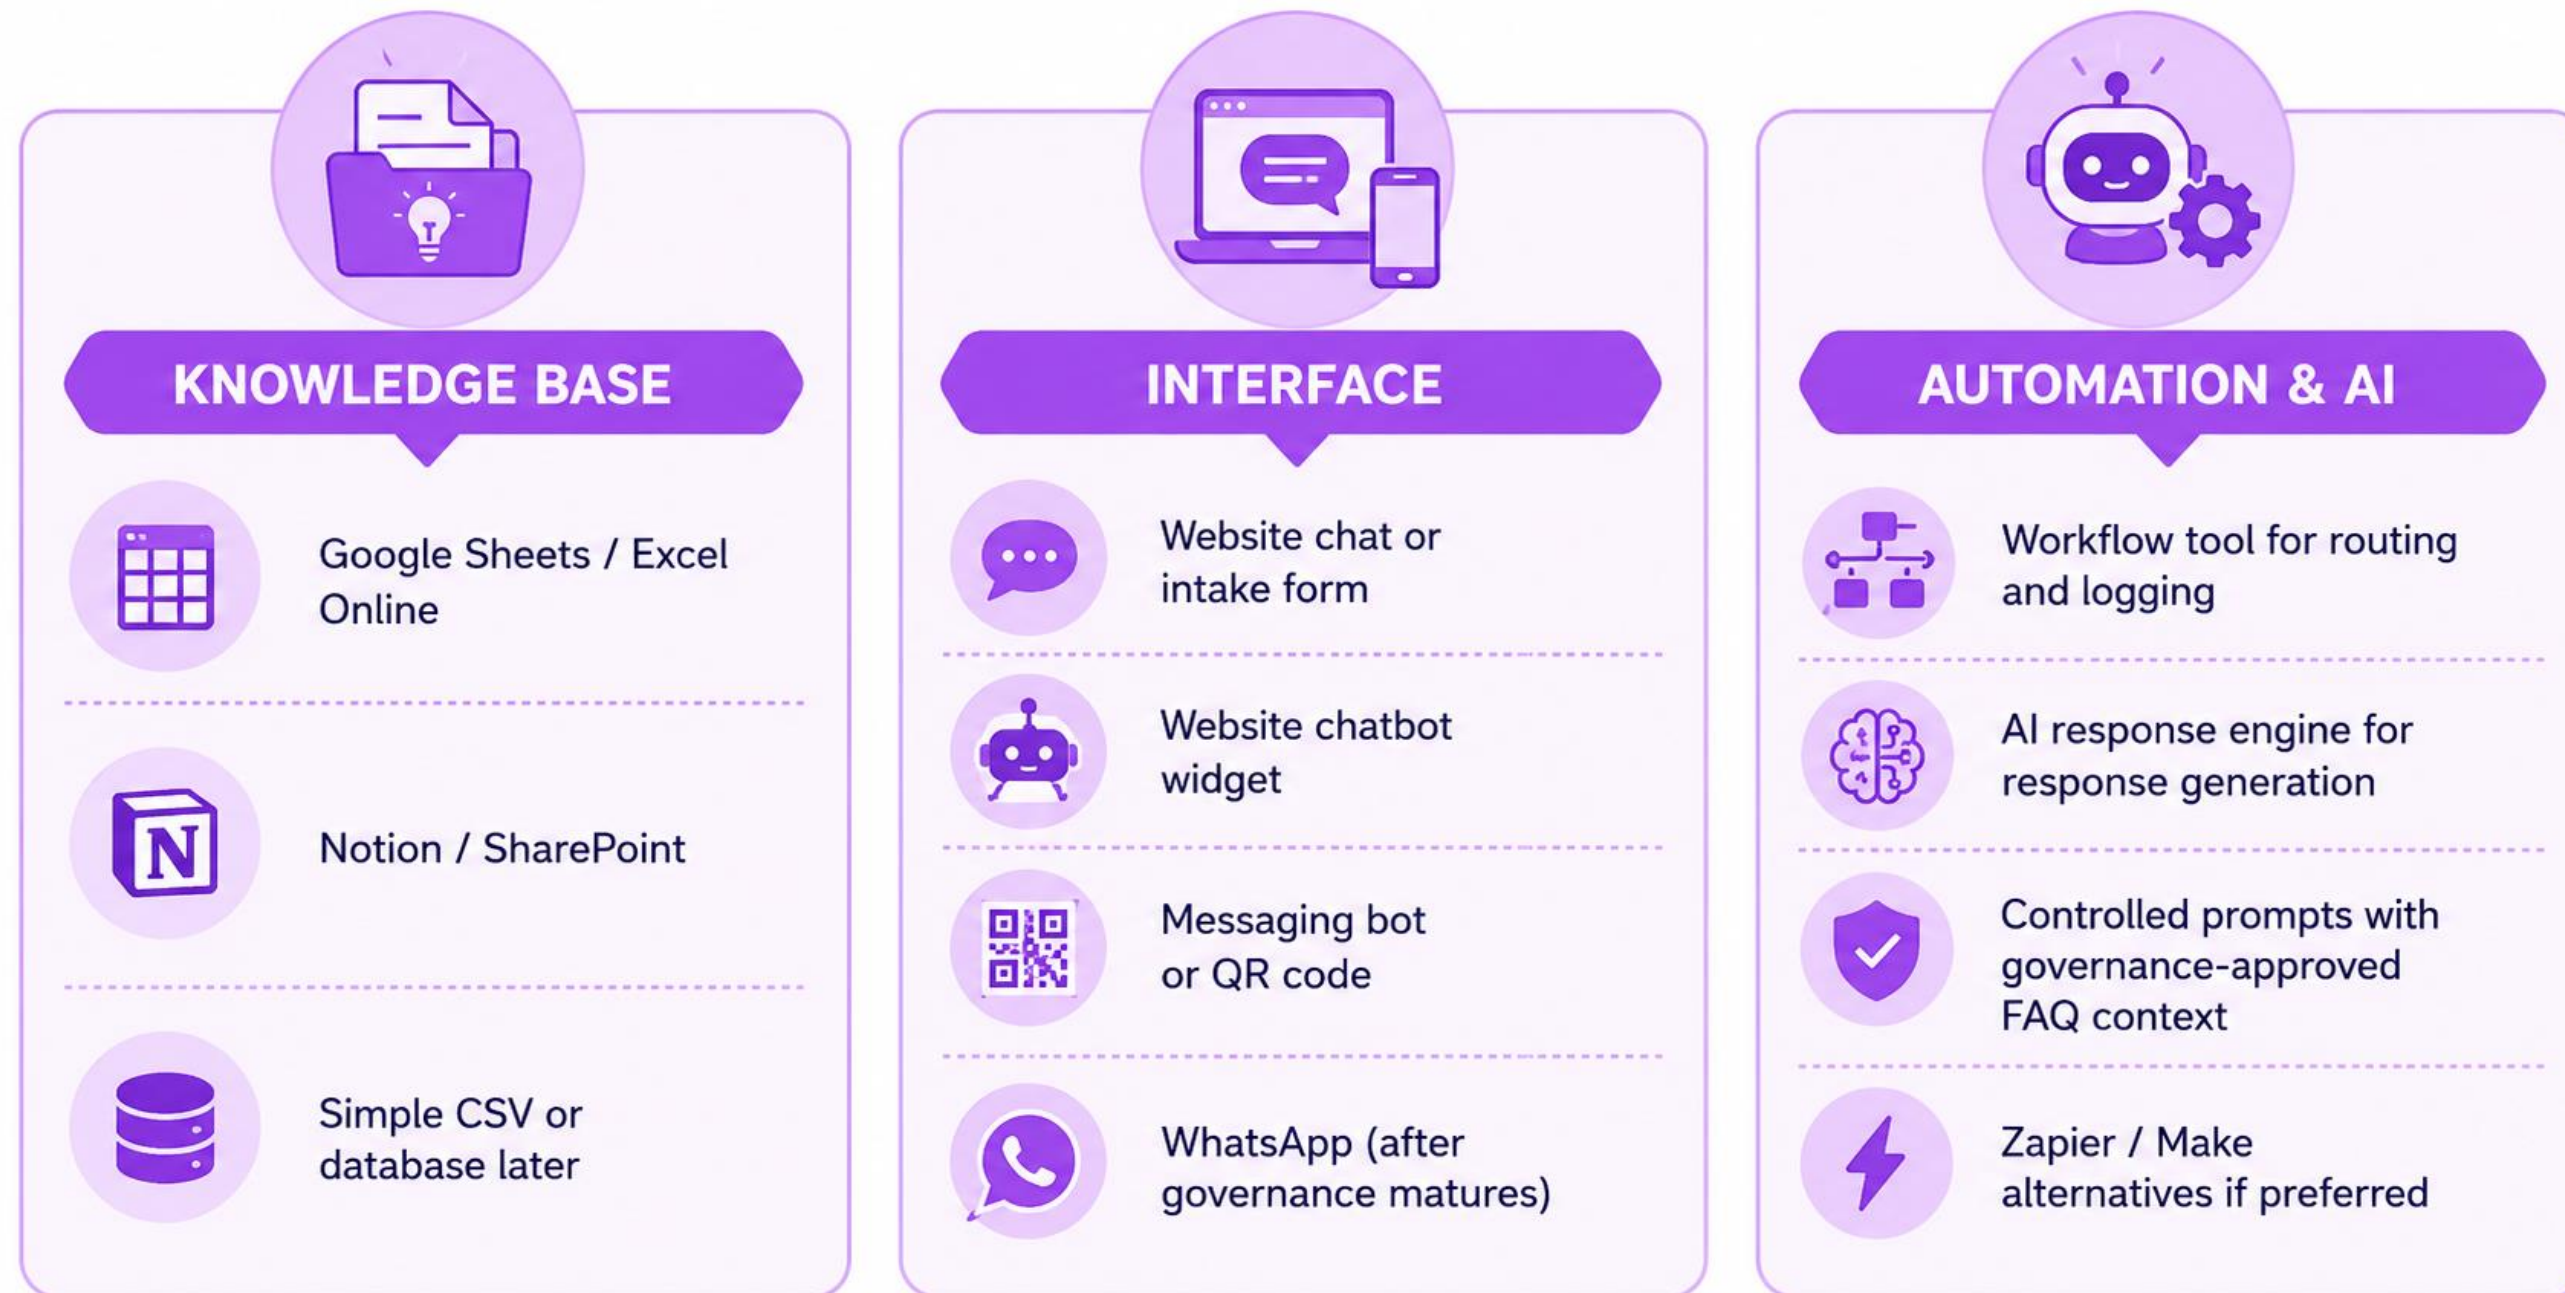 KNOWLEDGE BASE
Google Sheets / Excel
Online
N
Notion / SharePoint
Simple CSV or
database later
INTERFACE
Website chat or
intake form
Website chatbot
widget
Messaging bot
or QR code
WhatsApp (after
governance matures)
AUTOMATION & AI
Workflow tool for routing
and logging
AI response engine for
response generation
Controlled prompts with
governance-approved
FAQ context
Zapier / Make
alternatives if preferred